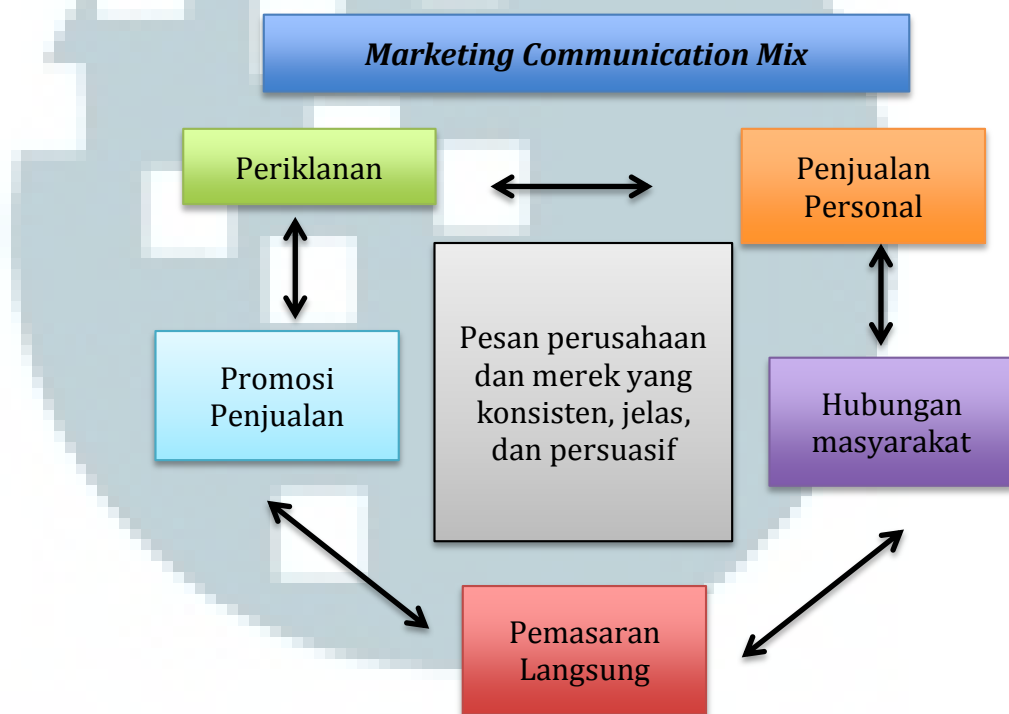 Marketing Communication Mix
Periklanan
Penjualan
Personal
Pesan perusahaan
dan merek yang
konsisten, jelas,
dan persuasif
Promosi
Penjualan
Hubungan
masyarakat
Pemasaran
Langsung